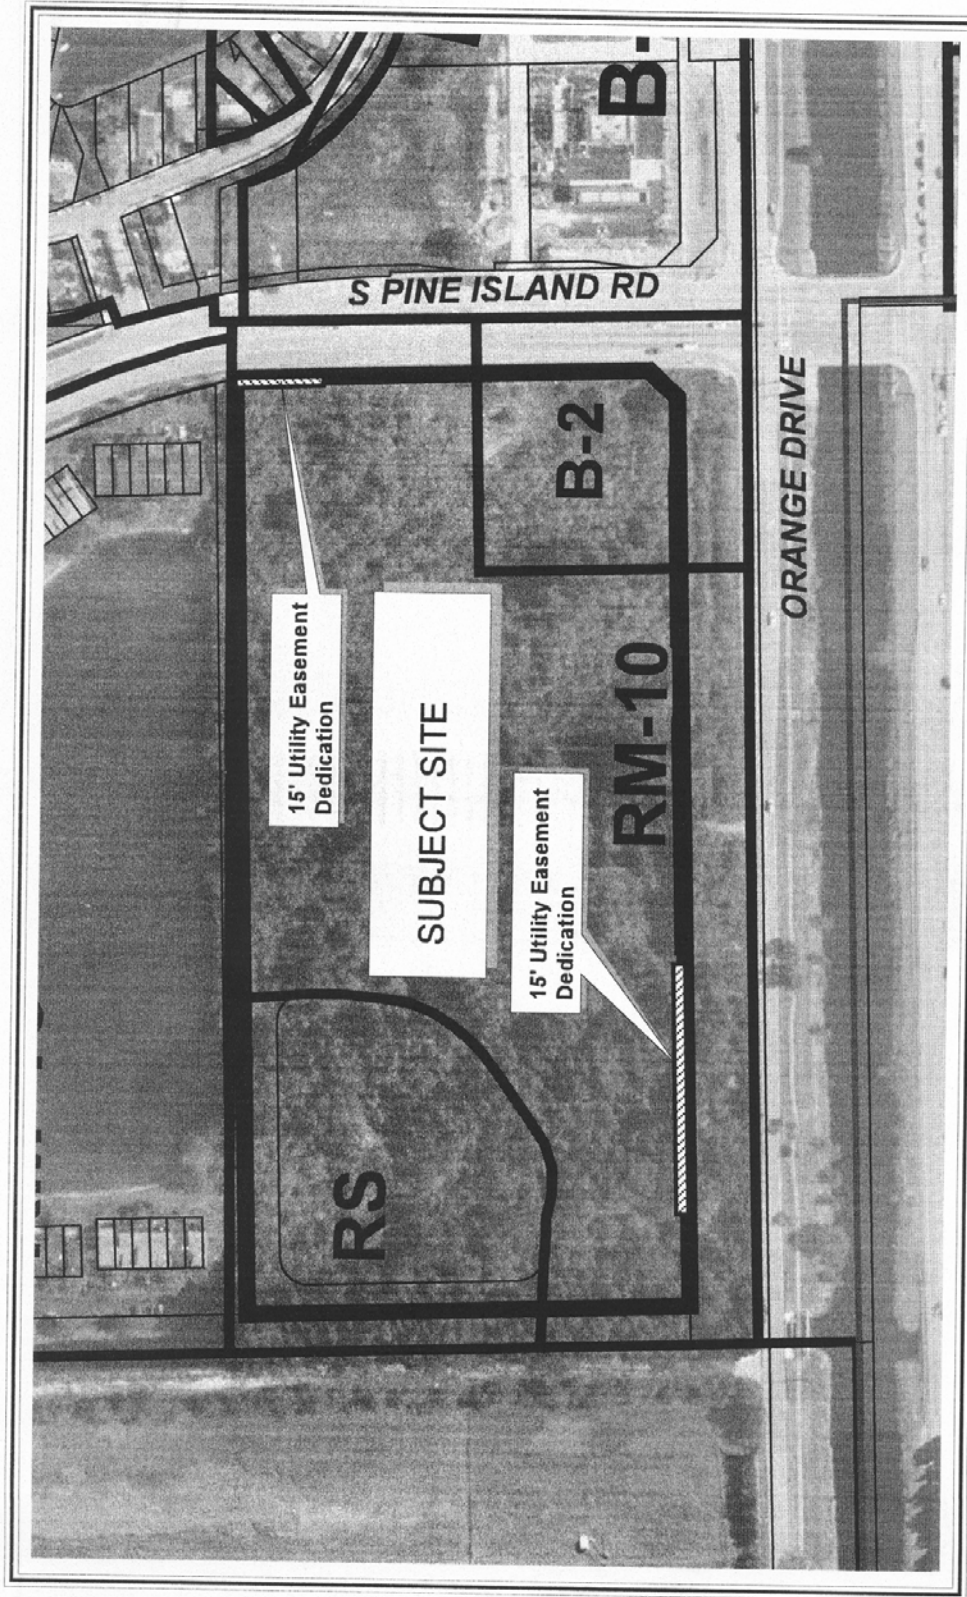 B-
S PINE ISLAND RD
B-2
ORANGE DRIVE
15' Utility Easement
Dedication
SUBJECT SITE
RM-10
15' Utility Easement
Dedication
RS